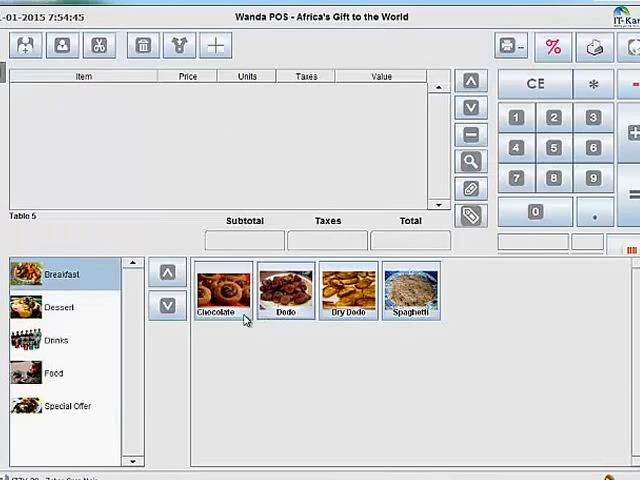 -01-2015 7:54:45
Wanda POS - Africa's Gift to the World
IT-Kam
%
CE
*
Item Price Units Taxes Value
1 2 3
4 5 6
7 8 9
0 .
Table 5
Subtotal Taxes Total
Breakfast
Dessert
Drinks
Food
Special Offer
Chocolate Dodo Dry Dodo Spaghetti